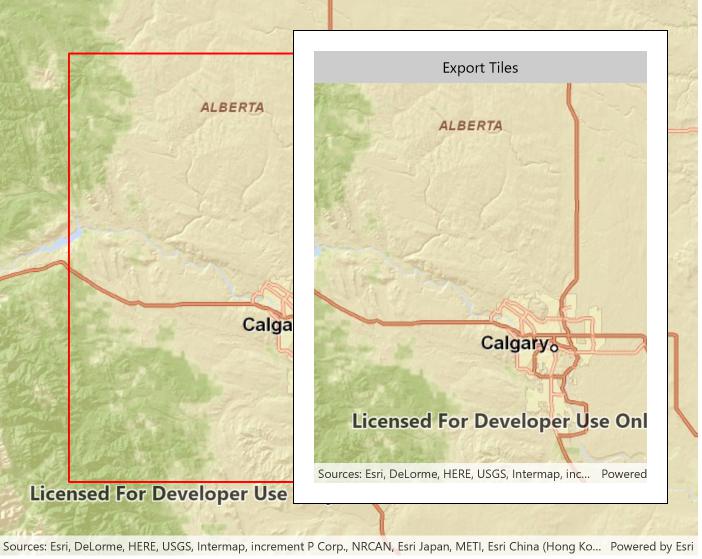 Export Tiles
ALBERTA
ALBERTA
Calga
Calgary
Licensed For Developer Use Onl
Sources: Esri, DeLorme, HERE, USGS, Intermap, inc... Powered
Licensed For Developer Use
Sources: Esri, DeLorme, HERE, USGS, Intermap, increment P Corp., NRCAN, Esri Japan, METI, Esri China (Hong Ko... Powered by Esri